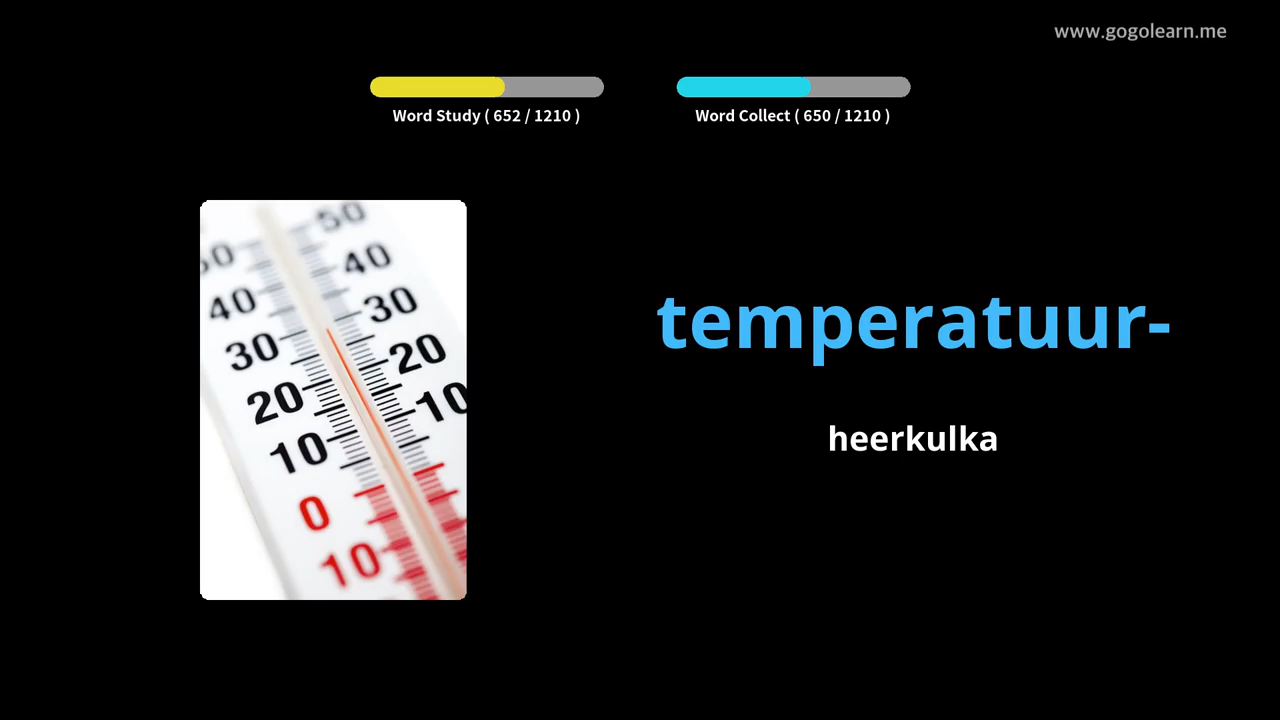 www.gogolearn.me
Word Study ( 652 / 1210 )
Word Collect ( 650 / 1210 )
50
50
40
40
30
30
20
20
10
10
0
10
temperatuur-
heerkulka